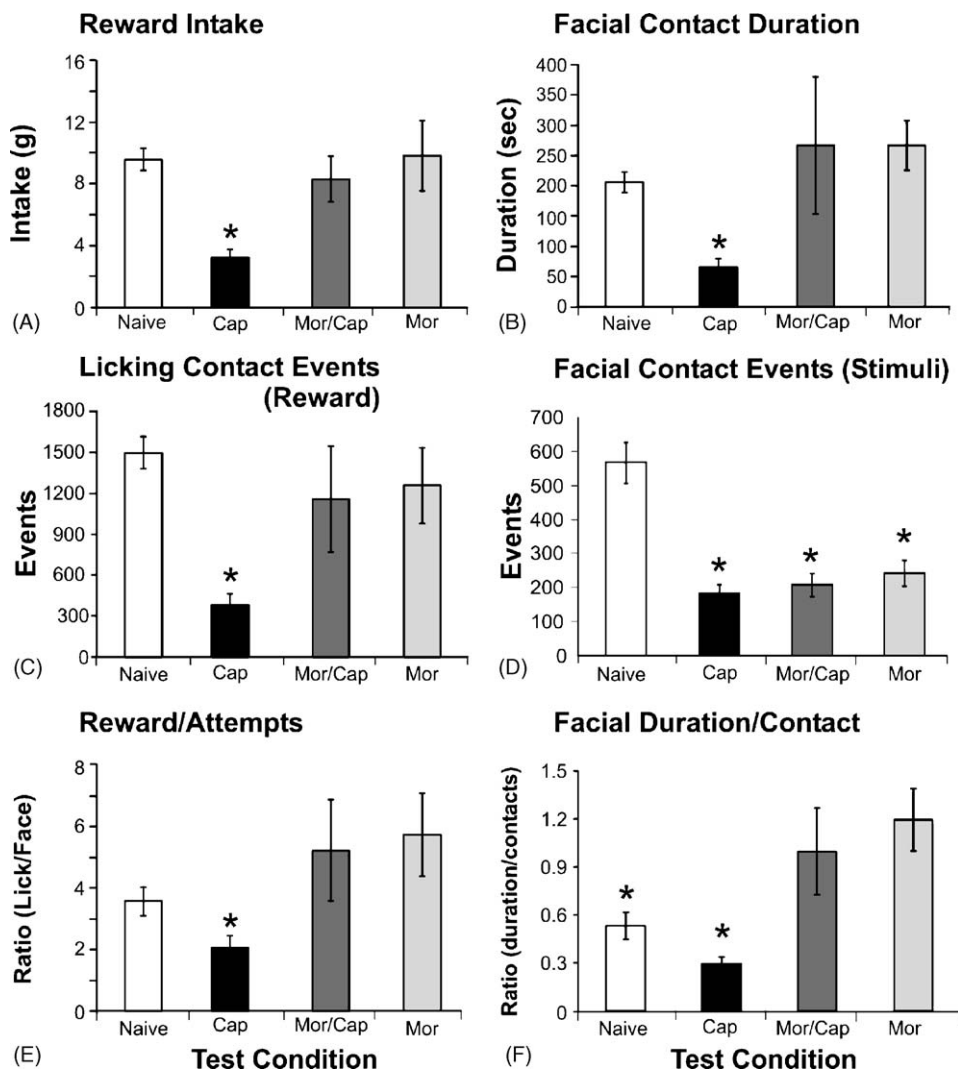 Reward Intake
16
12
8
4
0
Intake (g)
*
Naive Cap Mor/Cap Mor
(A)
Facial Contact Duration
400
350
300
250
200
100
100
50
0
Duration (sec)
*
Naive Cap Mor/Cap Mor
(B)
Licking Contact Events
(Reward)
1800
1500
1200
900
600
300
0
Events
*
Naive Cap Mor/Cap Mor
(C)
Facial Contact Events (Stimuli)
700
600
500
400
300
200
100
0
Events
* * *
Naive Cap Mor/Cap Mor
(D)
Reward/Attempts
8
6
4
2
0
Ratio (Lick/Face)
*
Naive Cap Mor/Cap Mor
(E)
Test Condition
Facial Duration/Contact
1.5
1.2
0.9
0.6
0.3
0
Ratio (duration/contacts)
* *
Naive Cap Mor/Cap Mor
(F)
Test Condition